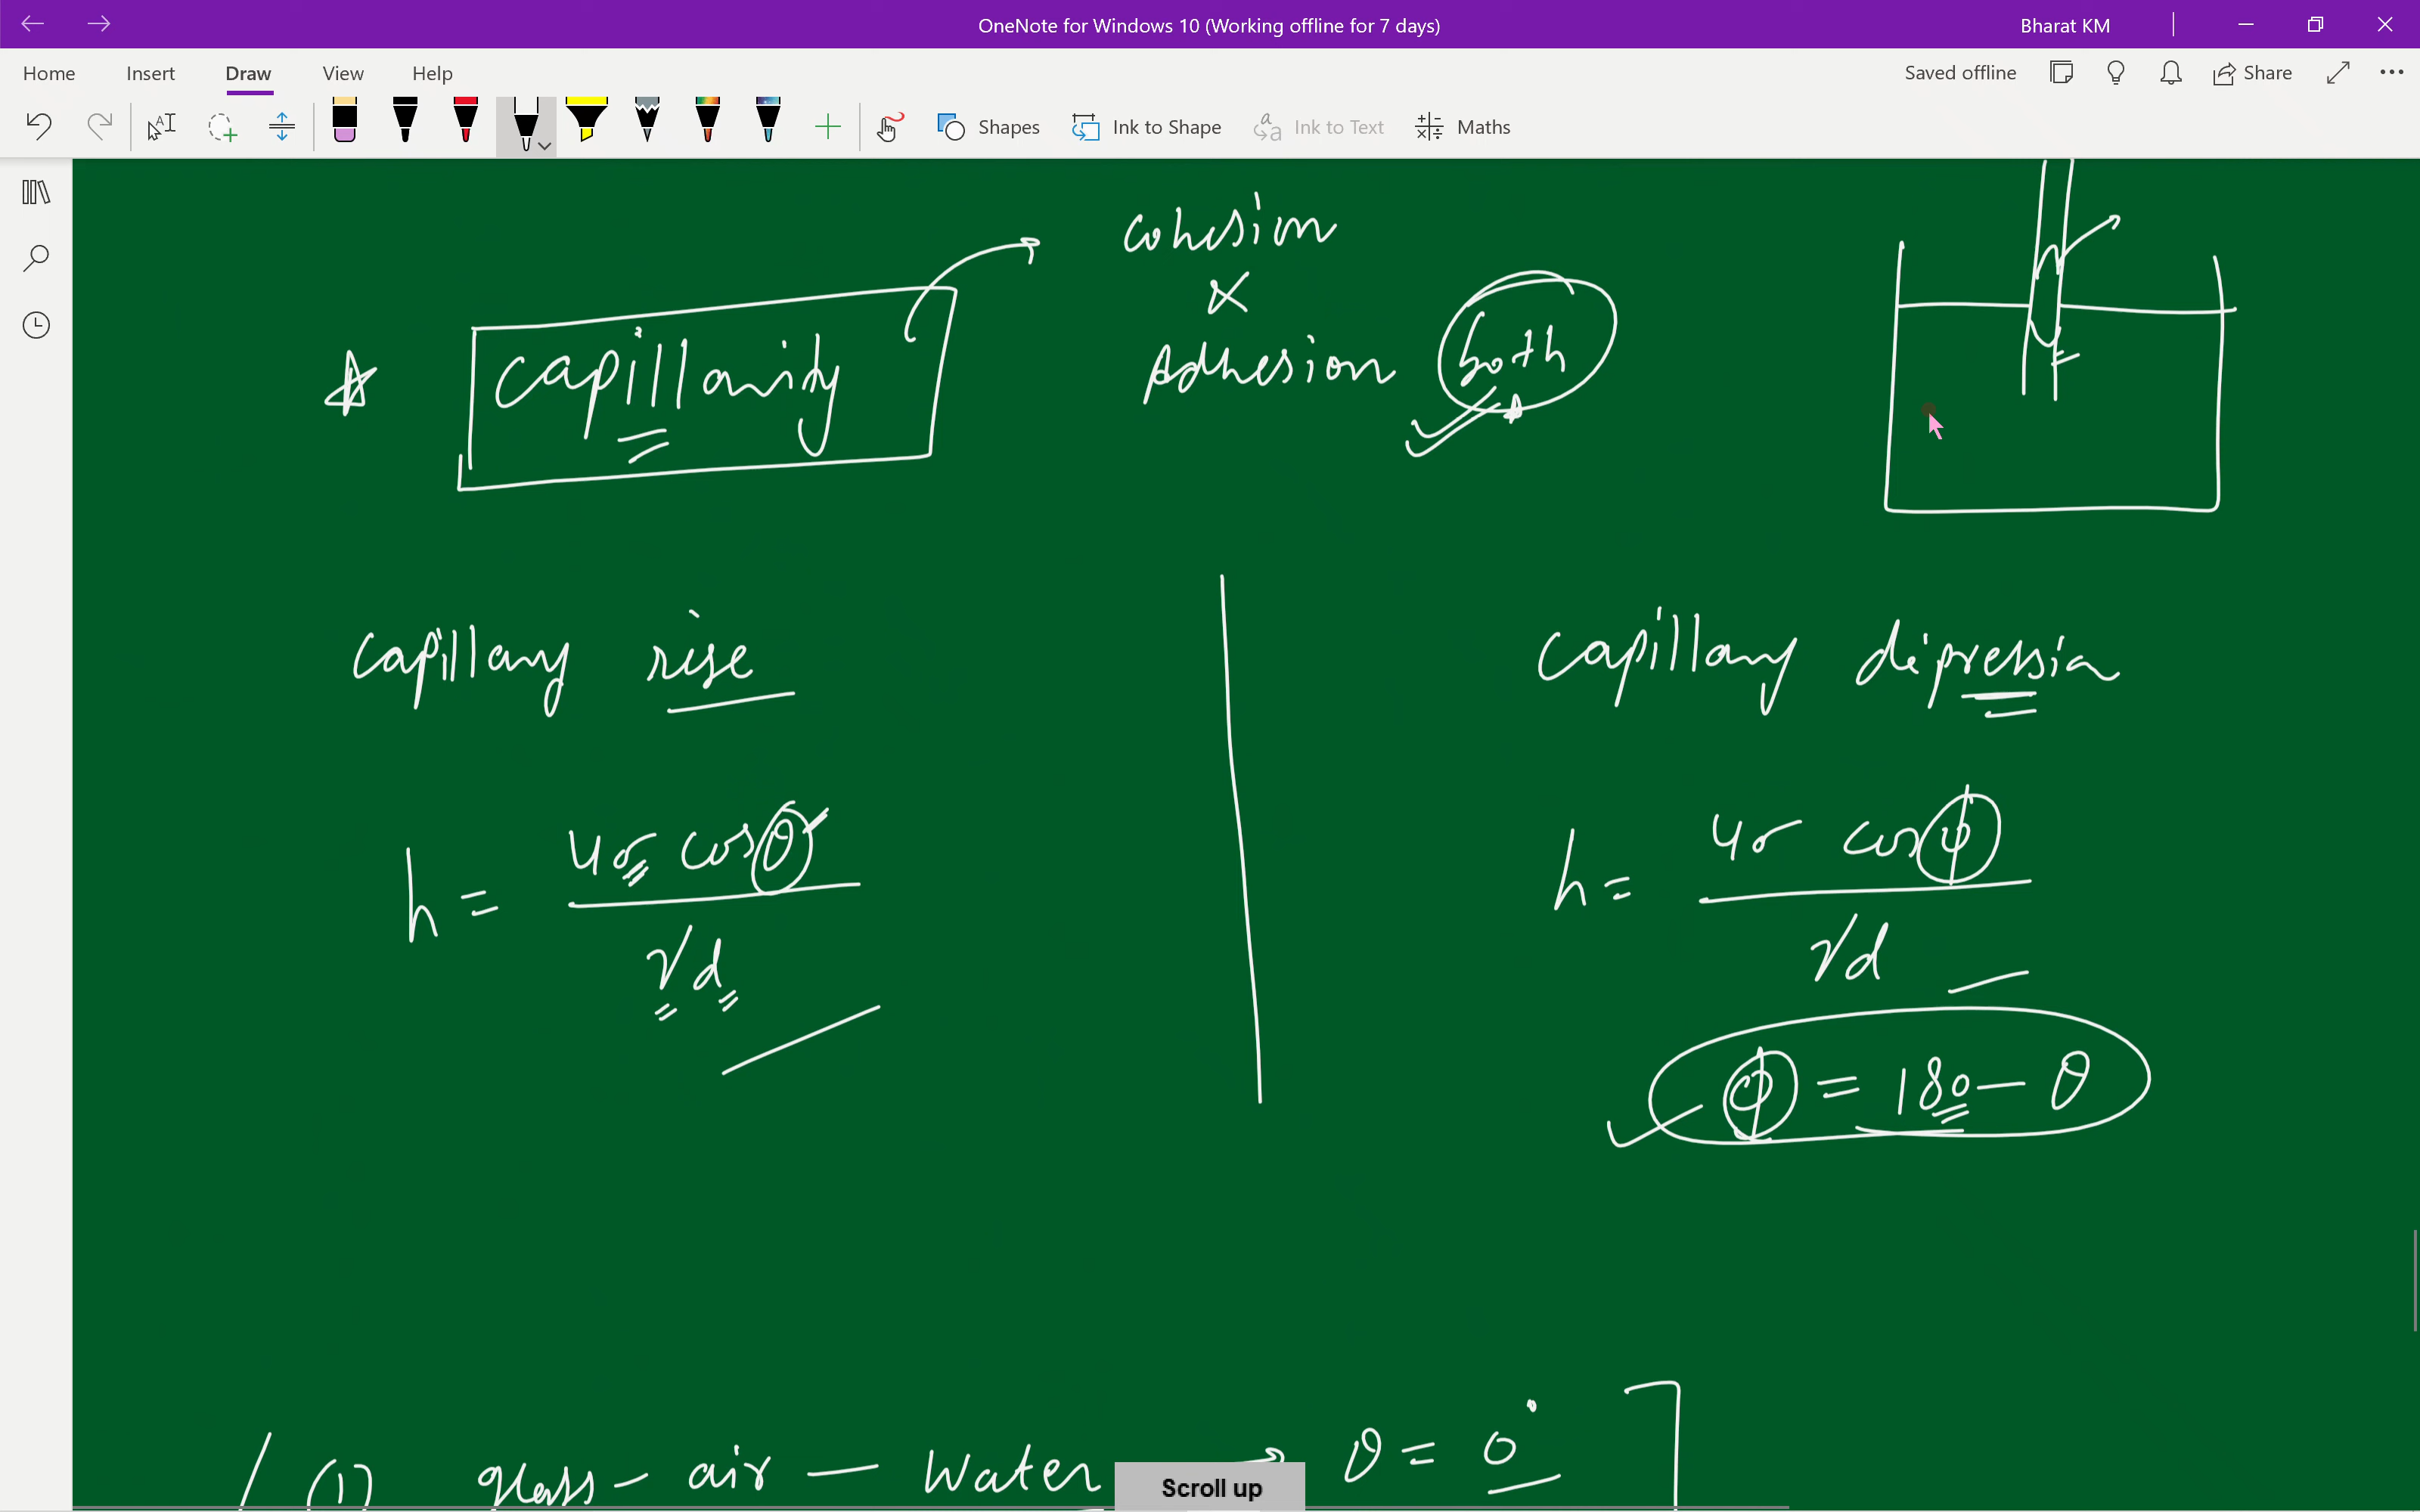 OneNote for Windows 10 (Working offline for 7 days)
Bharat KM
Home Insert Draw View Help
Saved offline
Share
Shapes
Ink to Shape
Ink to Text
Maths
cohesion
&
Adhesion both
capillarity
capillary rise
capillary dipression
h = 4σ cosθ / γd
h = 4σ cosϕ / γd
ϕ = 180 - θ
(1) glass - air - Water → θ = 0°
Scroll up